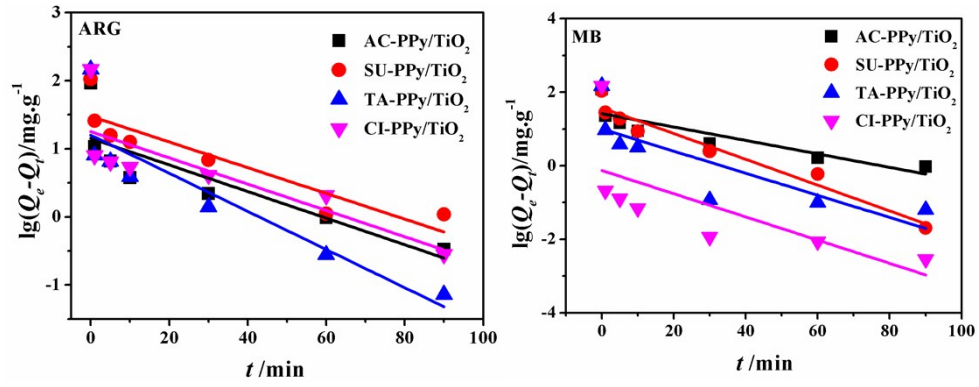 ARG
AC-PPy/TiO₂
SU-PPy/TiO₂
TA-PPy/TiO₂
CI-PPy/TiO₂
lg(Qₑ-Qₜ)/mg.g⁻¹
3
2
1
0
-1
0 20 40 60 80 100
t /min
MB
AC-PPy/TiO₂
SU-PPy/TiO₂
TA-PPy/TiO₂
CI-PPy/TiO₂
lg(Qₑ-Qₜ)/mg.g⁻¹
4
2
0
-2
-4
0 20 40 60 80 100
t /min